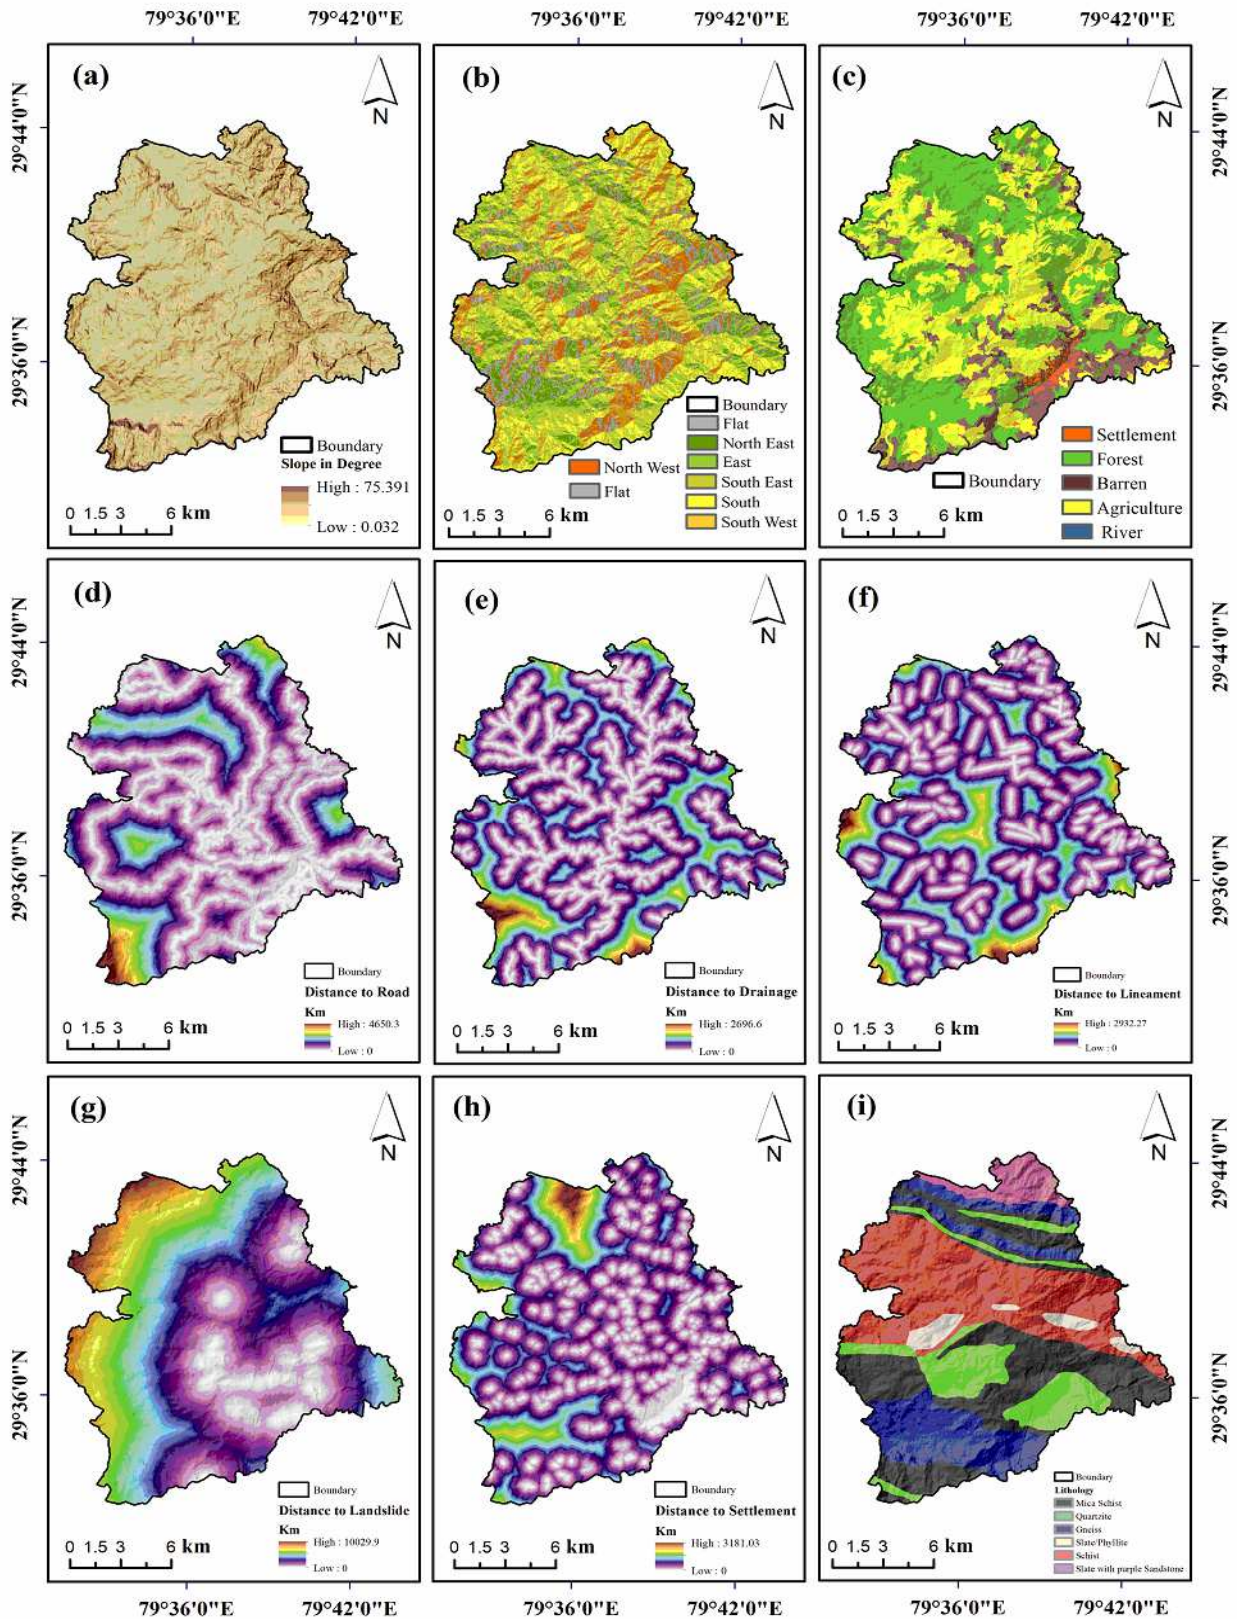 79°36'0"E 79°42'0"E 79°36'0"E 79°42'0"E 79°36'0"E 79°42'0"E
29°44'0"N
29°36'0"N
(a)
N
Boundary
Slope in Degree
High : 75.391
Low : 0.032
0 1.5 3 6 km
(b)
N
North West
Flat
Boundary
Flat
North East
East
South East
South
South West
0 1.5 3 6 km
(c)
N
Boundary
Settlement
Forest
Barren
Agriculture
River
0 1.5 3 6 km
29°44'0"N
29°36'0"N
29°44'0"N
29°36'0"N
(d)
N
Boundary
Distance to Road
Km
High : 4650.3
Low : 0
0 1.5 3 6 km
(e)
N
Boundary
Distance to Drainage
Km
High : 2696.6
Low : 0
0 1.5 3 6 km
(f)
N
Boundary
Distance to Lineament
Km
High : 2932.27
Low : 0
0 1.5 3 6 km
29°44'0"N
29°36'0"N
29°44'0"N
29°36'0"N
(g)
N
Boundary
Distance to Landslide
Km
High : 10029.9
Low : 0
0 1.5 3 6 km
(h)
N
Boundary
Distance to Settlement
Km
High : 3181.03
Low : 0
0 1.5 3 6 km
(i)
N
Boundary
Lithology
Mica Schist
Quartzite
Gneiss
Slate/Phyllite
Schist
Slate with purple Sandstone
0 1.5 3 6 km
29°44'0"N
29°36'0"N
79°36'0"E 79°42'0"E 79°36'0"E 79°42'0"E 79°36'0"E 79°42'0"E